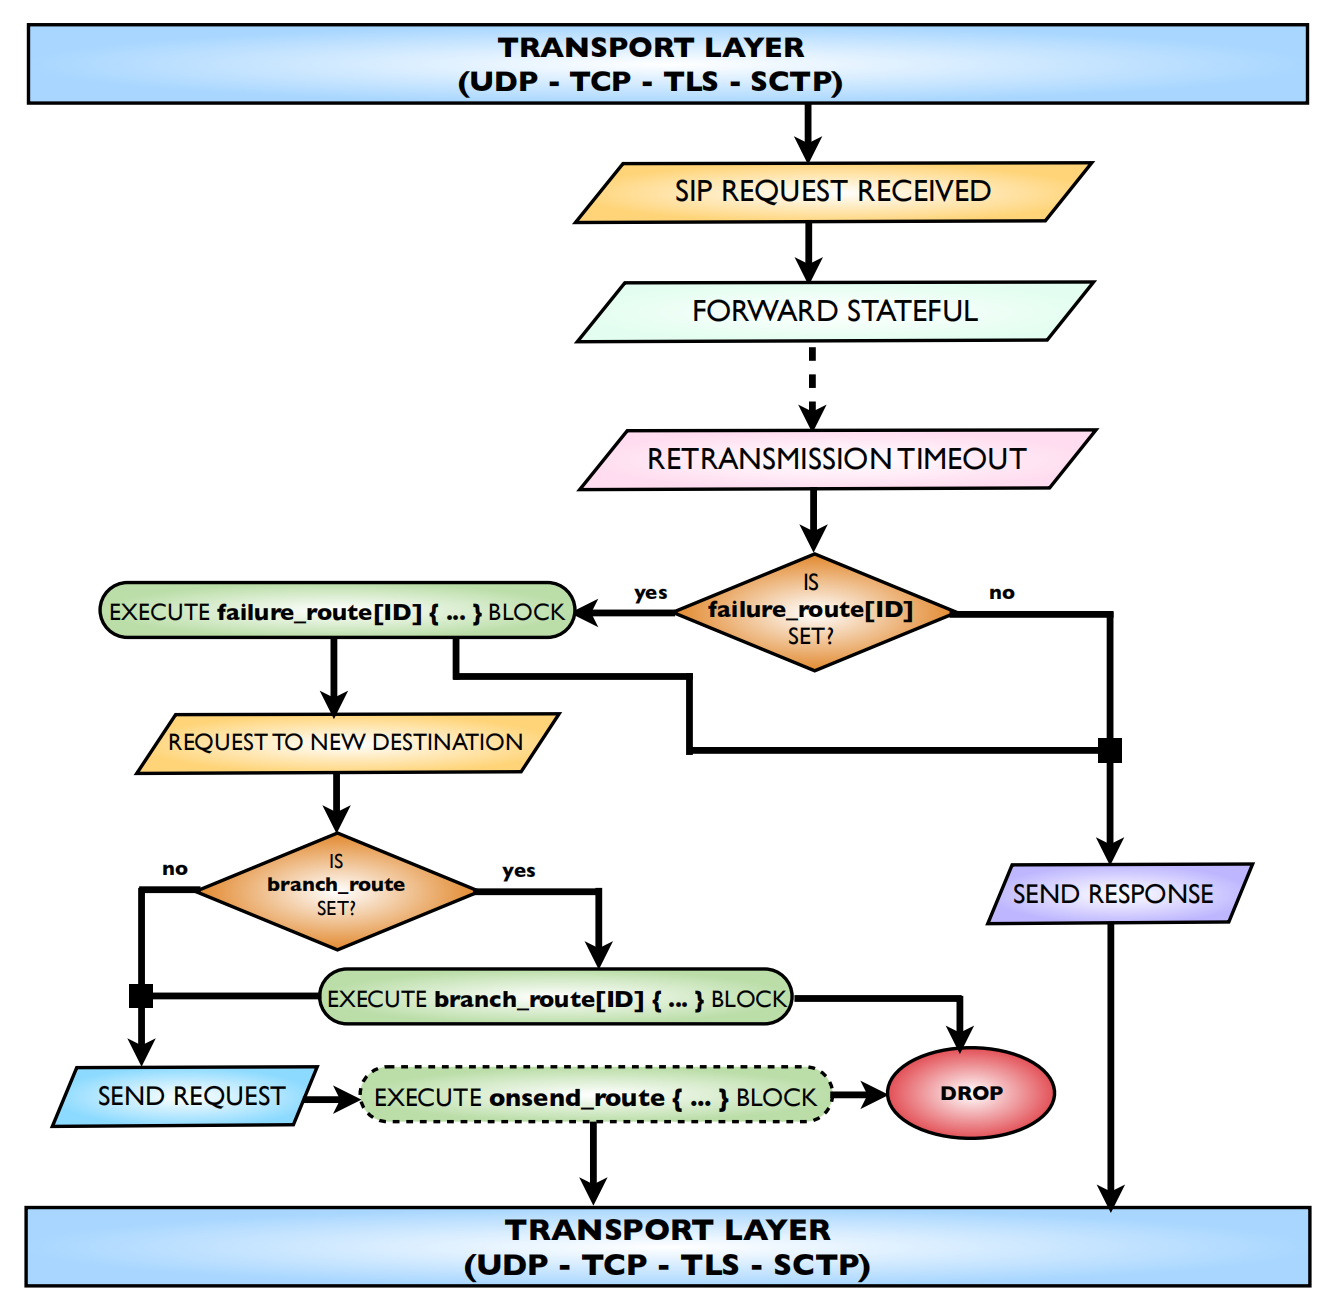 TRANSPORT LAYER
(UDP - TCP - TLS - SCTP)
SIP REQUEST RECEIVED
FORWARD STATEFUL
RETRANSMISSION TIMEOUT
IS
failure_route[ID]
SET?
yes
no
EXECUTE failure_route[ID] { ... } BLOCK
REQUEST TO NEW DESTINATION
IS
branch_route
SET?
no
yes
SEND RESPONSE
EXECUTE branch_route[ID] { ... } BLOCK
SEND REQUEST
EXECUTE onsend_route { ... } BLOCK
DROP
TRANSPORT LAYER
(UDP - TCP - TLS - SCTP)